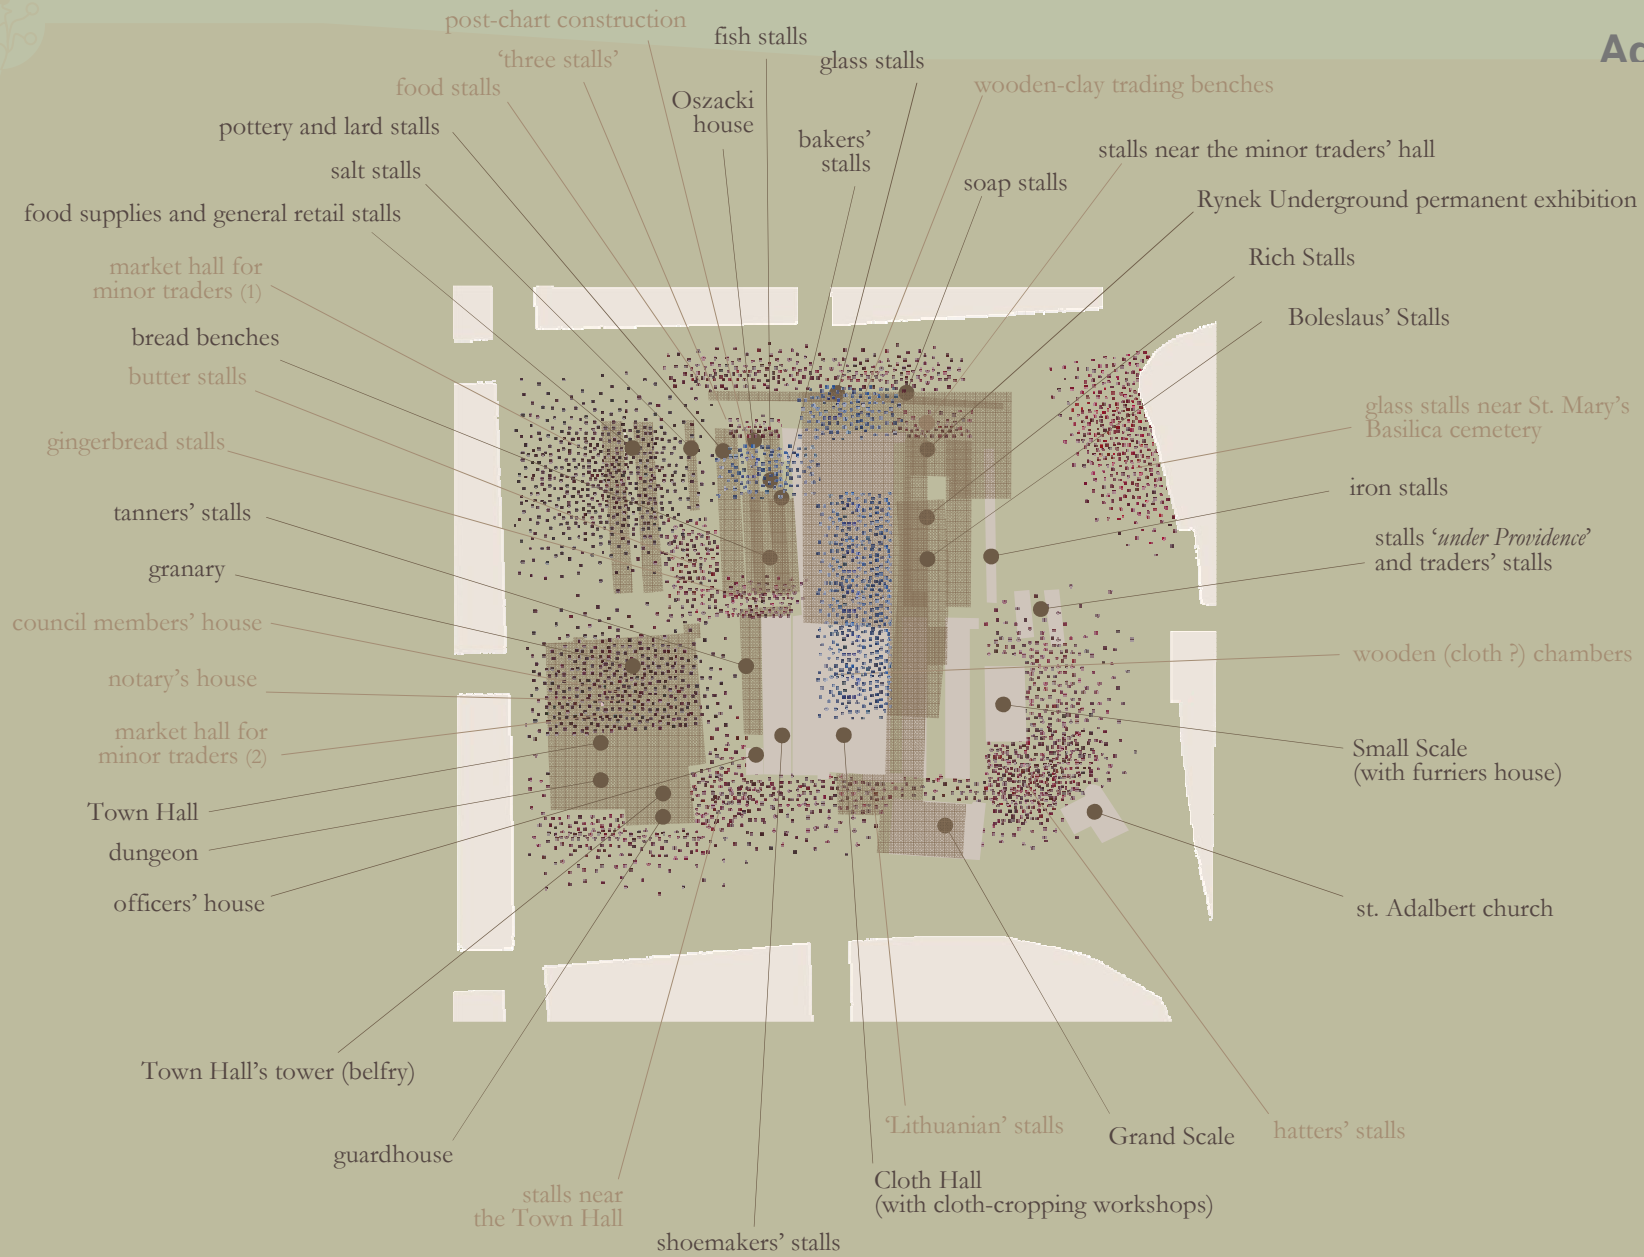 post-chart construction
fish stalls
Ad
‘three stalls’
glass stalls
food stalls
wooden-clay trading benches
Oszacki
house
pottery and lard stalls
bakers’
stalls
stalls near the minor traders’ hall
salt stalls
soap stalls
Rynek Underground permanent exhibition
food supplies and general retail stalls
Rich Stalls
market hall for
minor traders (1)
Boleslaus’ Stalls
bread benches
butter stalls
glass stalls near St. Mary’s
Basilica cemetery
gingerbread stalls
iron stalls
tanners’ stalls
stalls ‘under Providence’
and traders’ stalls
granary
council members’ house
wooden (cloth ?) chambers
notary’s house
market hall for
minor traders (2)
Small Scale
(with furriers house)
Town Hall
dungeon
officers’ house
st. Adalbert church
Town Hall’s tower (belfry)
‘Lithuanian’ stalls
Grand Scale
hatters’ stalls
guardhouse
Cloth Hall
(with cloth-cropping workshops)
stalls near
the Town Hall
shoemakers’ stalls